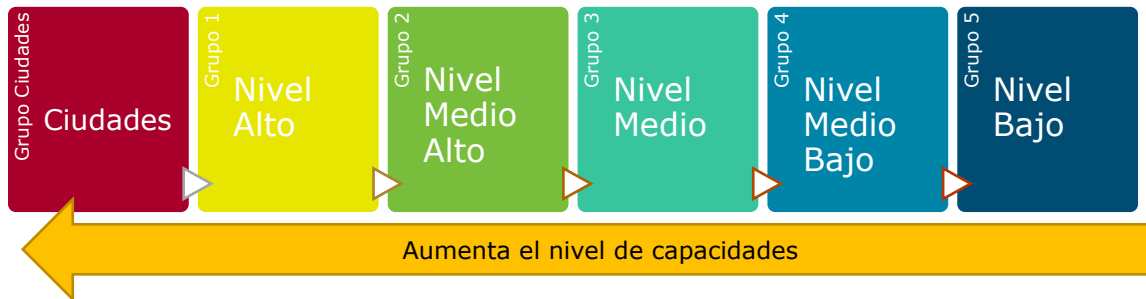 Grupo Ciudades
Ciudades
Grupo 1
Nivel
Alto
Grupo 2
Nivel
Medio
Alto
Grupo 3
Nivel
Medio
Grupo 4
Nivel
Medio
Bajo
Grupo 5
Nivel
Bajo
Aumenta el nivel de capacidades